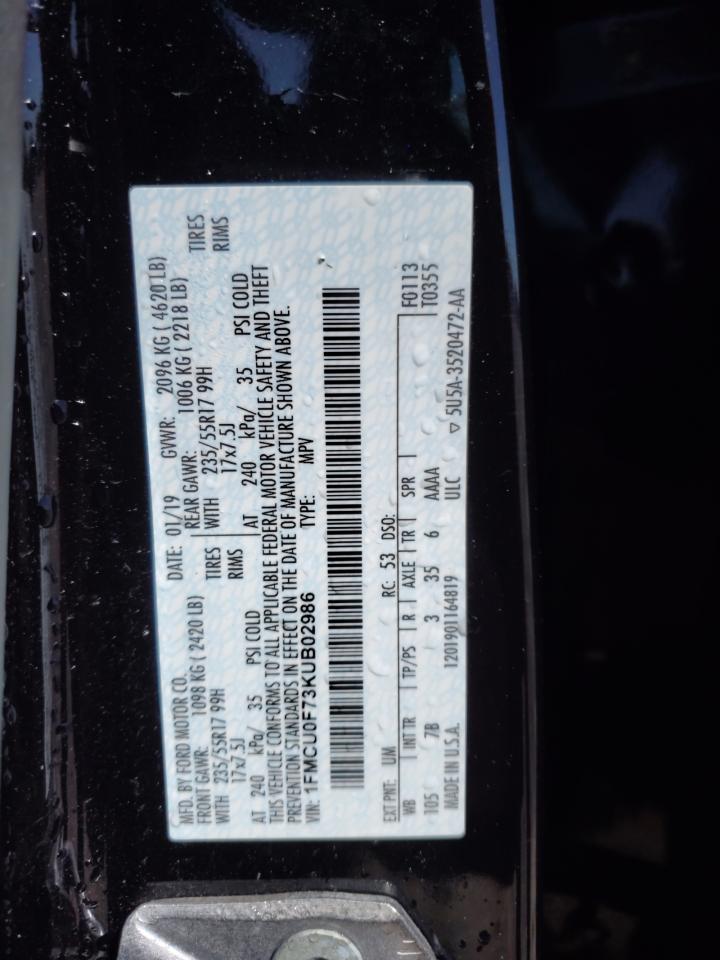 MFD. BY FORD MOTOR CO. DATE: 01/19 GVWR: 2096 KG ( 4620 LB)
FRONT GAWR: 1098 KG ( 2420 LB) REAR GAWR: 1006 KG ( 2218 LB)
WITH 235/55R17 99H TIRES WITH 235/55R17 99H TIRES
17x7.5J RIMS 17x7.5J RIMS
AT 240 kPa/ 35 PSI COLD AT 240 kPa/ 35 PSI COLD
THIS VEHICLE CONFORMS TO ALL APPLICABLE FEDERAL MOTOR VEHICLE SAFETY AND THEFT
PREVENTION STANDARDS IN EFFECT ON THE DATE OF MANUFACTURE SHOWN ABOVE.
VIN: 1FMCU0F73KUB02986 TYPE: MPV
EXT PNT: UM RC: 53 DSO:
WB INT TR TP/PS R AXLE TR SPR F0113
105 7B 3 35 6 AAAA T0355
MADE IN U.S.A. 1201901164819 ULC ▽ 5U5A-3520472-AA